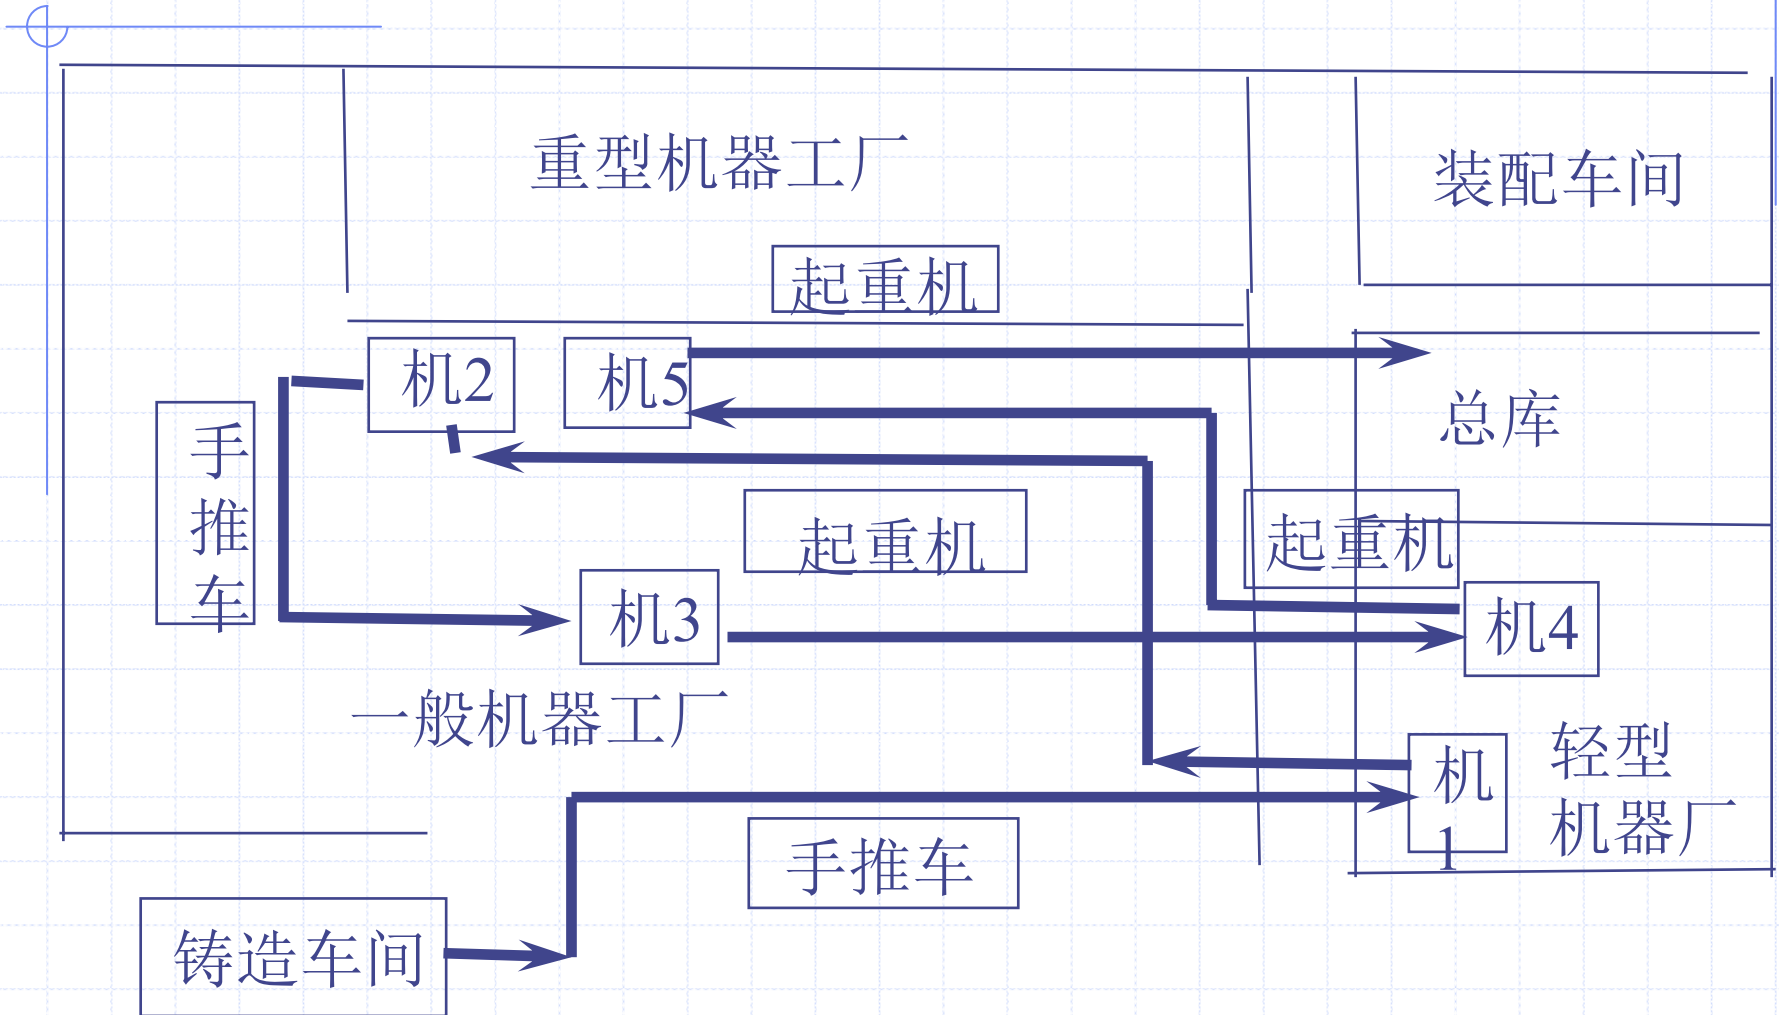 重型机器工厂
装配车间
起重机
机2
机5
总库
手
推
车
起重机
起重机
机3
机4
一般机器工厂
机
1
轻型
机器厂
手推车
铸造车间